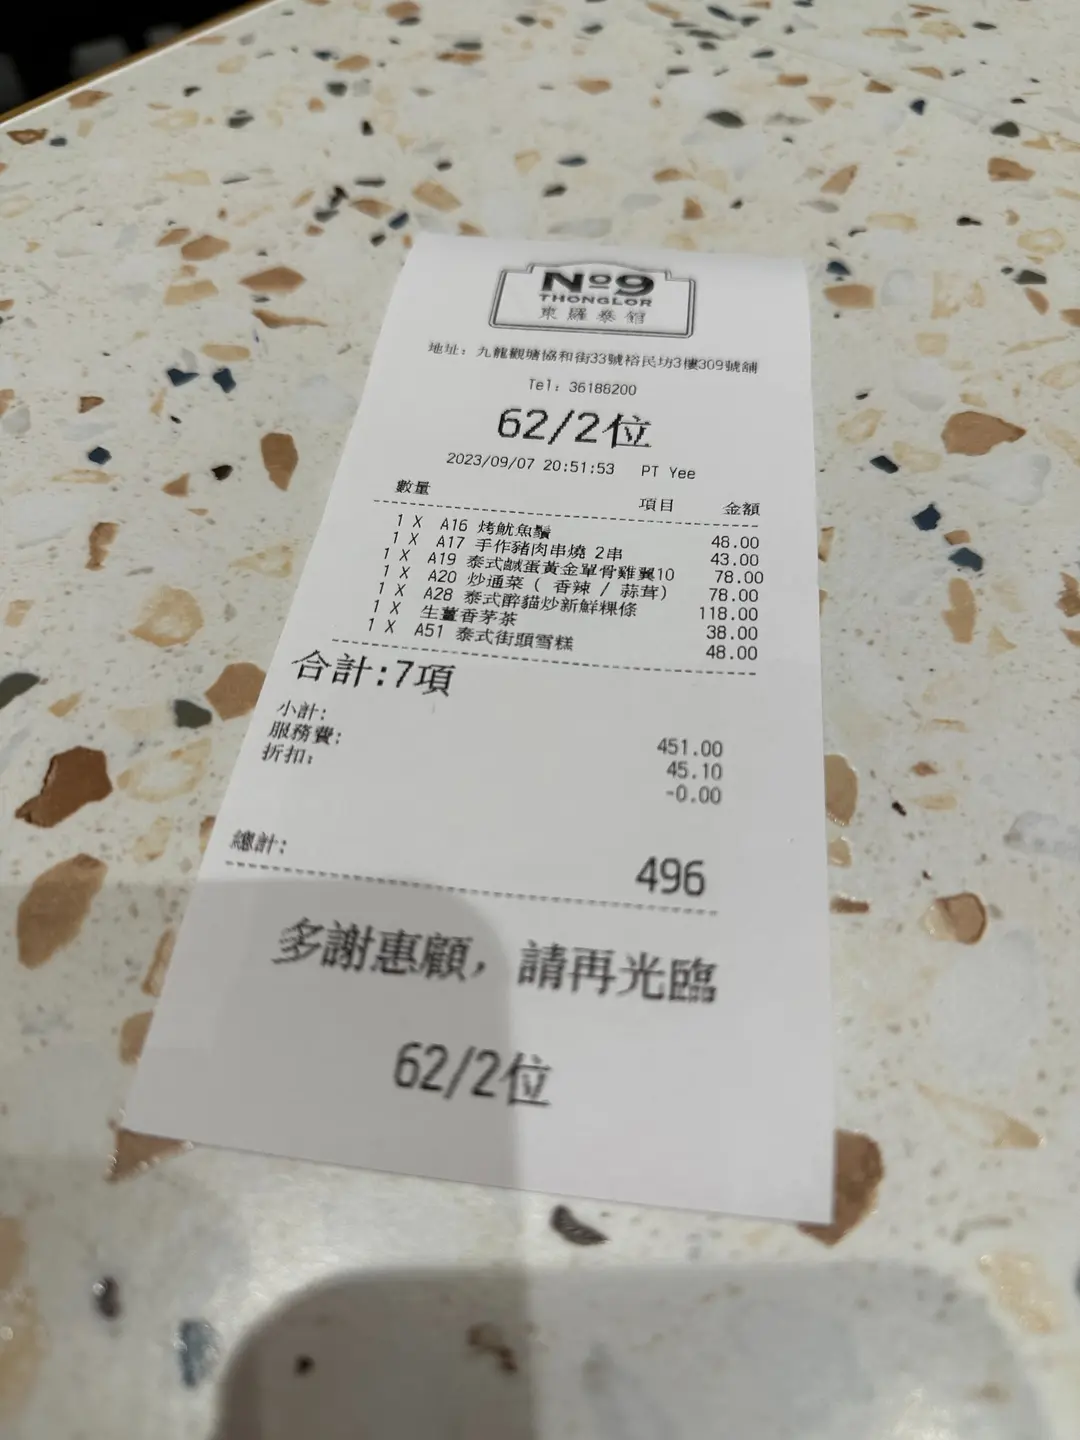 Nº9
THONGLOR
東羅泰館
地址：九龍觀塘協和街33號裕民坊3樓309號舖
Tel：36188200
62/2位
2023/09/07 20:51:53 PT Yee
數量 項目 金額
1 X A16 烤魷魚鬚 48.00
1 X A17 手作豬肉串燒 2串 43.00
1 X A19 泰式鹹蛋黃金單骨雞翼10 78.00
1 X A20 炒通菜（ 香辣 / 蒜茸） 78.00
1 X A28 泰式醉貓炒新鮮粿條 118.00
1 X 生薑香茅茶 38.00
1 X A51 泰式街頭雪糕 48.00
合計:7項
小計: 451.00
服務費: 45.10
折扣: -0.00
總計: 496
多謝惠顧，請再光臨
62/2位